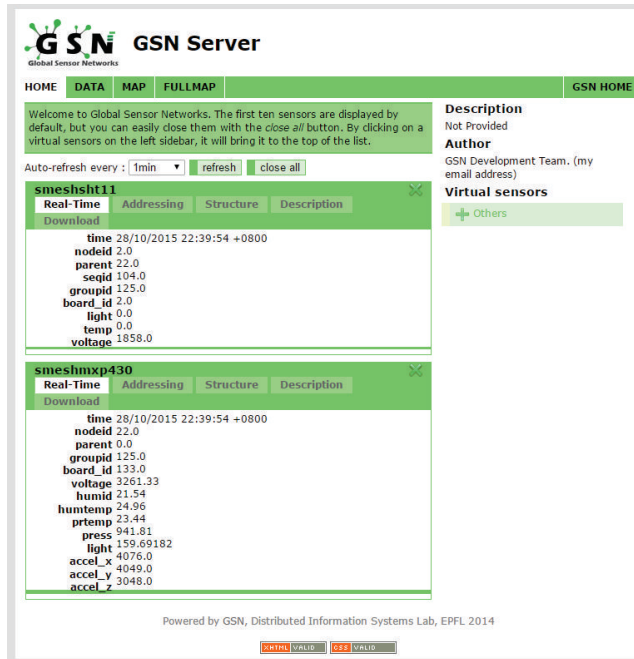 GSN
Global Sensor Networks
GSN Server
HOME DATA MAP FULLMAP GSN HOME
Welcome to Global Sensor Networks. The first ten sensors are displayed by
default, but you can easily close them with the close all button. By clicking on a
virtual sensors on the left sidebar, it will bring it to the top of the list.
Auto-refresh every : 1min refresh close all
smeshsht11
Real-Time Addressing Structure Description
Download
time 28/10/2015 22:39:54 +0800
nodeid 2.0
parent 22.0
seqid 104.0
groupid 125.0
board_id 2.0
light 0.0
temp 0.0
voltage 1858.0
smeshmxp430
Real-Time Addressing Structure Description
Download
time 28/10/2015 22:39:54 +0800
nodeid 22.0
parent 0.0
groupid 125.0
board_id 133.0
voltage 3261.33
humid 21.54
humtemp 24.96
prtemp 23.44
press 941.81
light 159.69182
accel_x 4076.0
accel_y 4049.0
accel_z 3048.0
Description
Not Provided
Author
GSN Development Team. (my
email address)
Virtual sensors
Others
Powered by GSN, Distributed Information Systems Lab, EPFL 2014
XHTML VALID CSS VALID